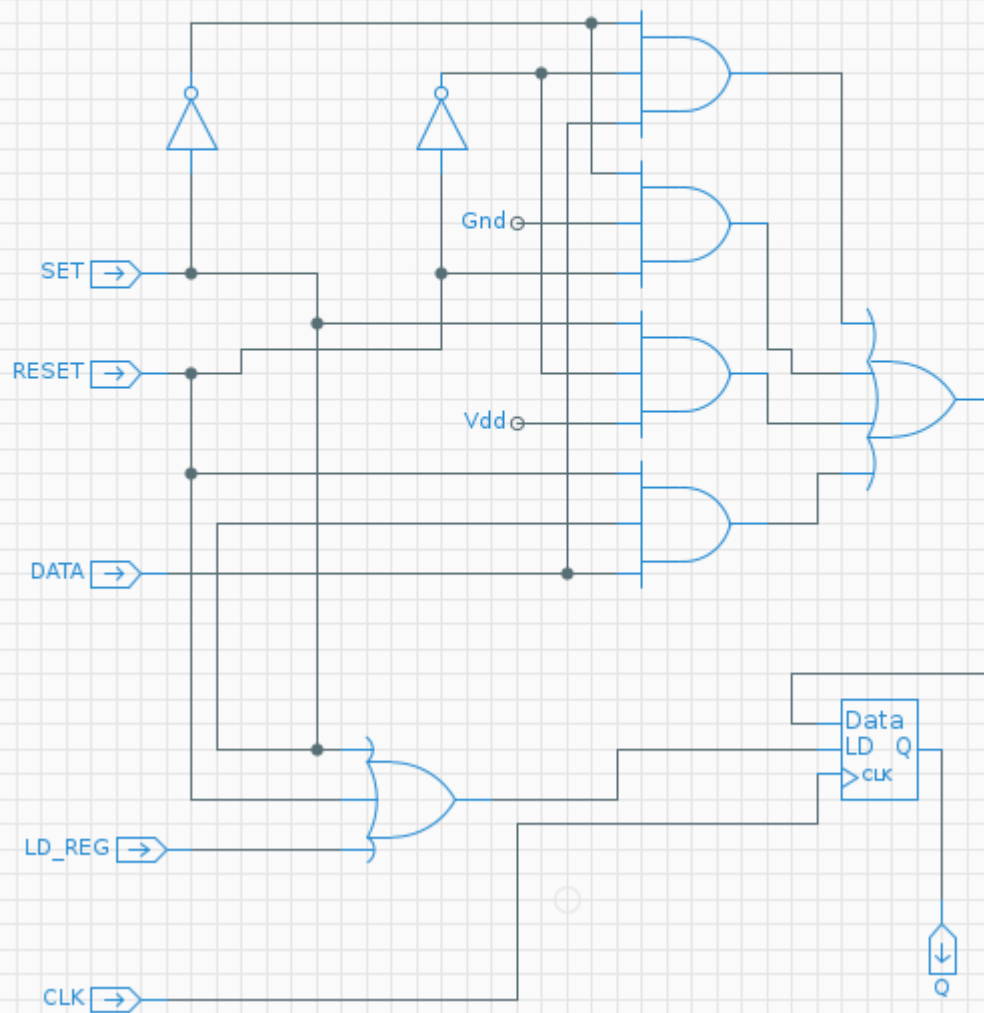 Gnd
SET
RESET
Vdd
DATA
Data
LD Q
CLK
LD_REG
CLK
Q